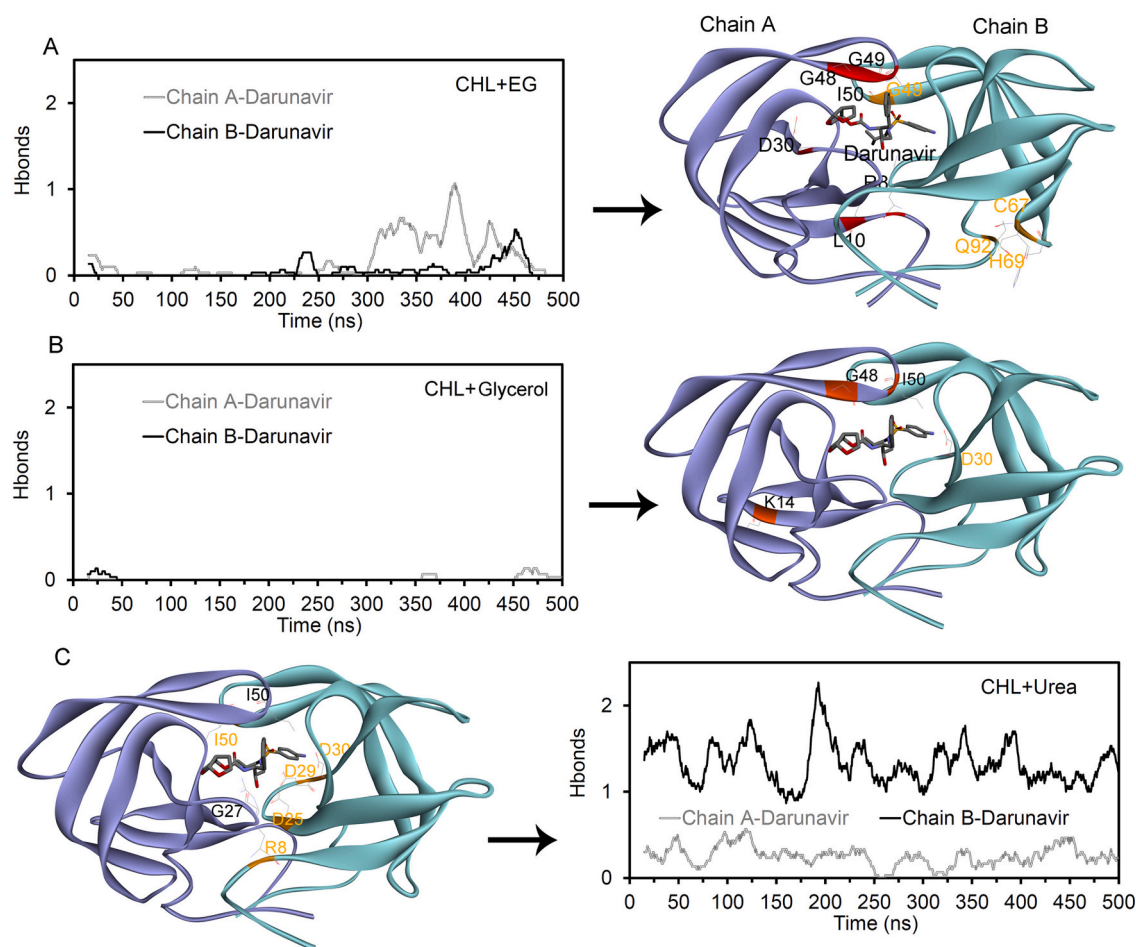 A
CHL+EG
Chain A-Darunavir
Chain B-Darunavir
Hbonds
2
1
0
0 50 100 150 200 250 300 350 400 450 500
Time (ns)
Chain A
Chain B
G49
G48
G49
I50
D30
Darunavir
L10
C67
Q92
H69
B
CHL+Glycerol
Chain A-Darunavir
Chain B-Darunavir
Hbonds
2
1
0
0 50 100 150 200 250 300 350 400 450 500
Time (ns)
G48
I50
D30
K14
C
I50
I50
D30
D29
G27
D25
R8
CHL+Urea
Hbonds
2
1
0
Chain A-Darunavir
Chain B-Darunavir
0 50 100 150 200 250 300 350 400 450 500
Time (ns)